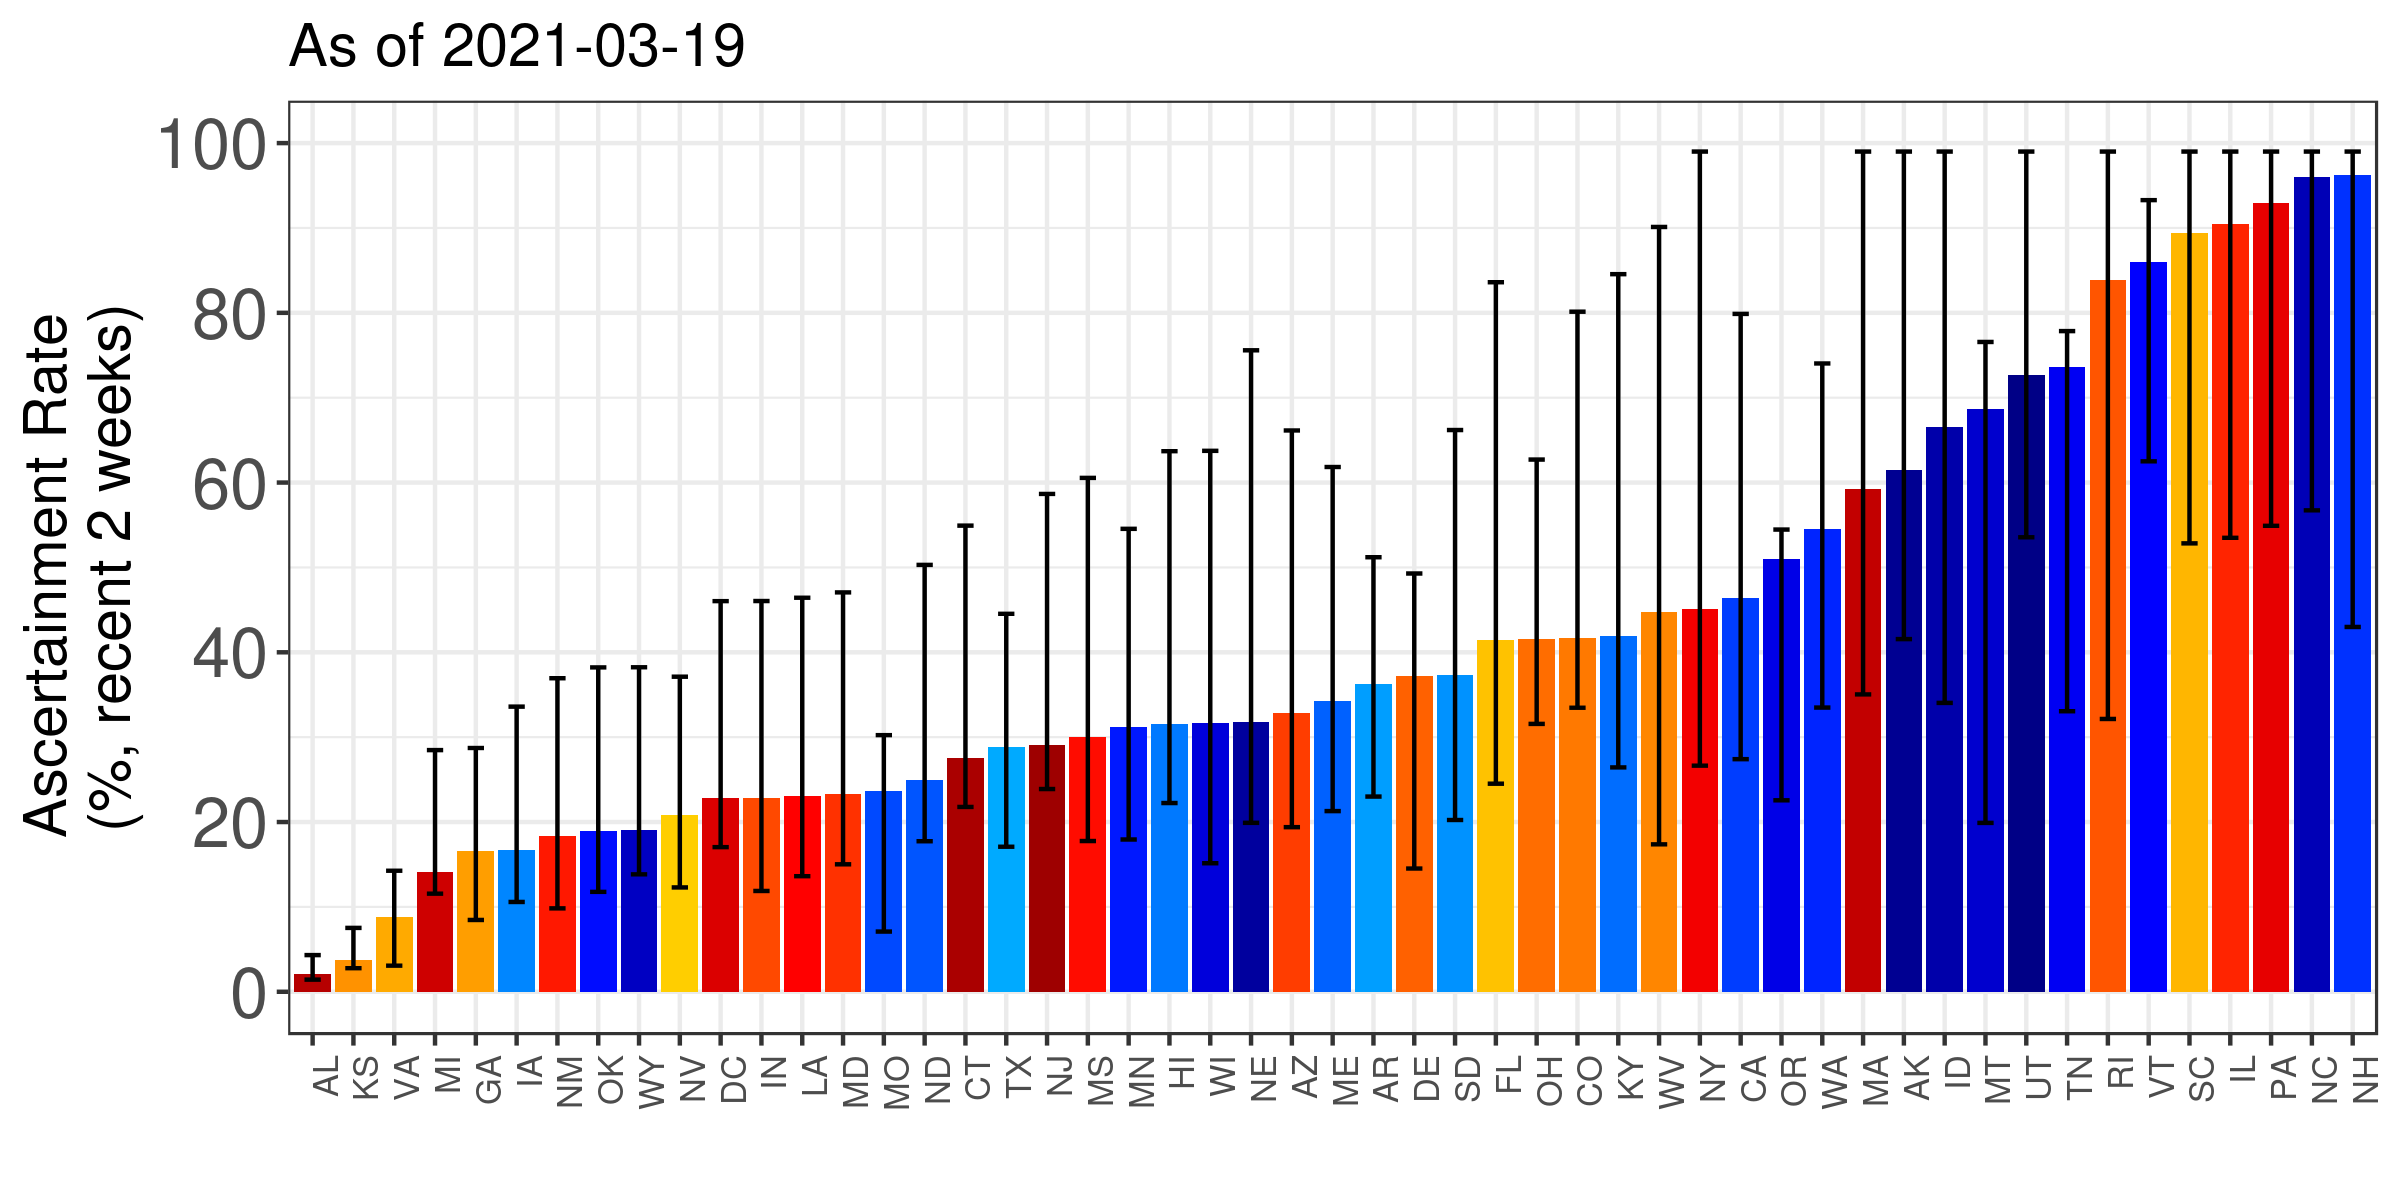 As of 2021-03-19
Ascertainment Rate
(%, recent 2 weeks)
100
80
60
40
20
0
AL KS VA MI GA IA NM OK WY NV DC IN LA MD MO ND CT TX NJ MS MN HI WI NE AZ ME AR DE SD FL OH CO KY WV NY CA OR WA MA AK ID MT UT TN RI VT SC IL PA NC NH